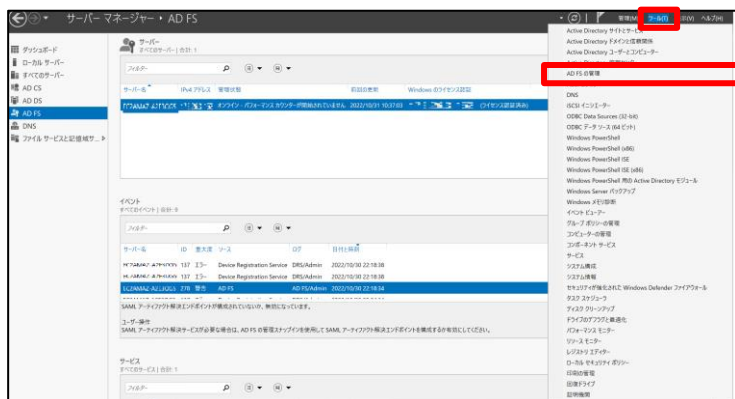 サーバー マネージャー ・ AD FS
管理(M) ツール(T) 表示(V) ヘルプ(H)
ダッシュボード
ローカル サーバー
すべてのサーバー
AD CS
AD DS
AD FS
DNS
ファイル サービスと記憶域サ...
サーバー
すべてのサーバー | 合計: 1
フィルター
サーバー名 IPv4 アドレス 管理状態 前回の更新 Windows のライセンス認証
オンライン - パフォーマンス カウンターが開始されていません 2022/10/31 10:37:03 (ライセンス認証済み)
イベント
すべてのイベント | 合計: 9
フィルター
サーバー名 ID 重大度 ソース ログ 日付と時刻
137 エラー Device Registration Service DRS/Admin 2022/10/30 22:18:38
137 エラー Device Registration Service DRS/Admin 2022/10/30 22:18:38
276 警告 AD FS AD FS/Admin 2022/10/30 22:18:34
SAML アーティファクト解決エンドポイントが構成されていないか、無効になっています。
ユーザー操作
SAML アーティファクト解決サービスが必要な場合は、AD FS の管理スナップインを使用して SAML アーティファクト解決エンドポイントを構成するか有効にしてください。
サービス
すべてのサービス | 合計: 1
フィルター
Active Directory サイトとサービス
Active Directory ドメインと信頼関係
Active Directory ユーザーとコンピューター
AD FS の管理
DNS
iSCSI イニシエーター
ODBC Data Sources (32-bit)
ODBC データ ソース (64 ビット)
Windows PowerShell
Windows PowerShell (x86)
Windows PowerShell ISE
Windows PowerShell ISE (x86)
Windows PowerShell 用の Active Directory モジュール
Windows Server バックアップ
Windows メモリ診断
イベント ビューアー
グループ ポリシーの管理
コンピューターの管理
コンポーネント サービス
サービス
システム構成
システム情報
セキュリティが強化された Windows Defender ファイアウォール
タスク スケジューラ
ディスク クリーンアップ
ドライブのデフラグと最適化
パフォーマンス モニター
リソース モニター
レジストリ エディター
ローカル セキュリティ ポリシー
印刷の管理
回復ドライブ
証明機関